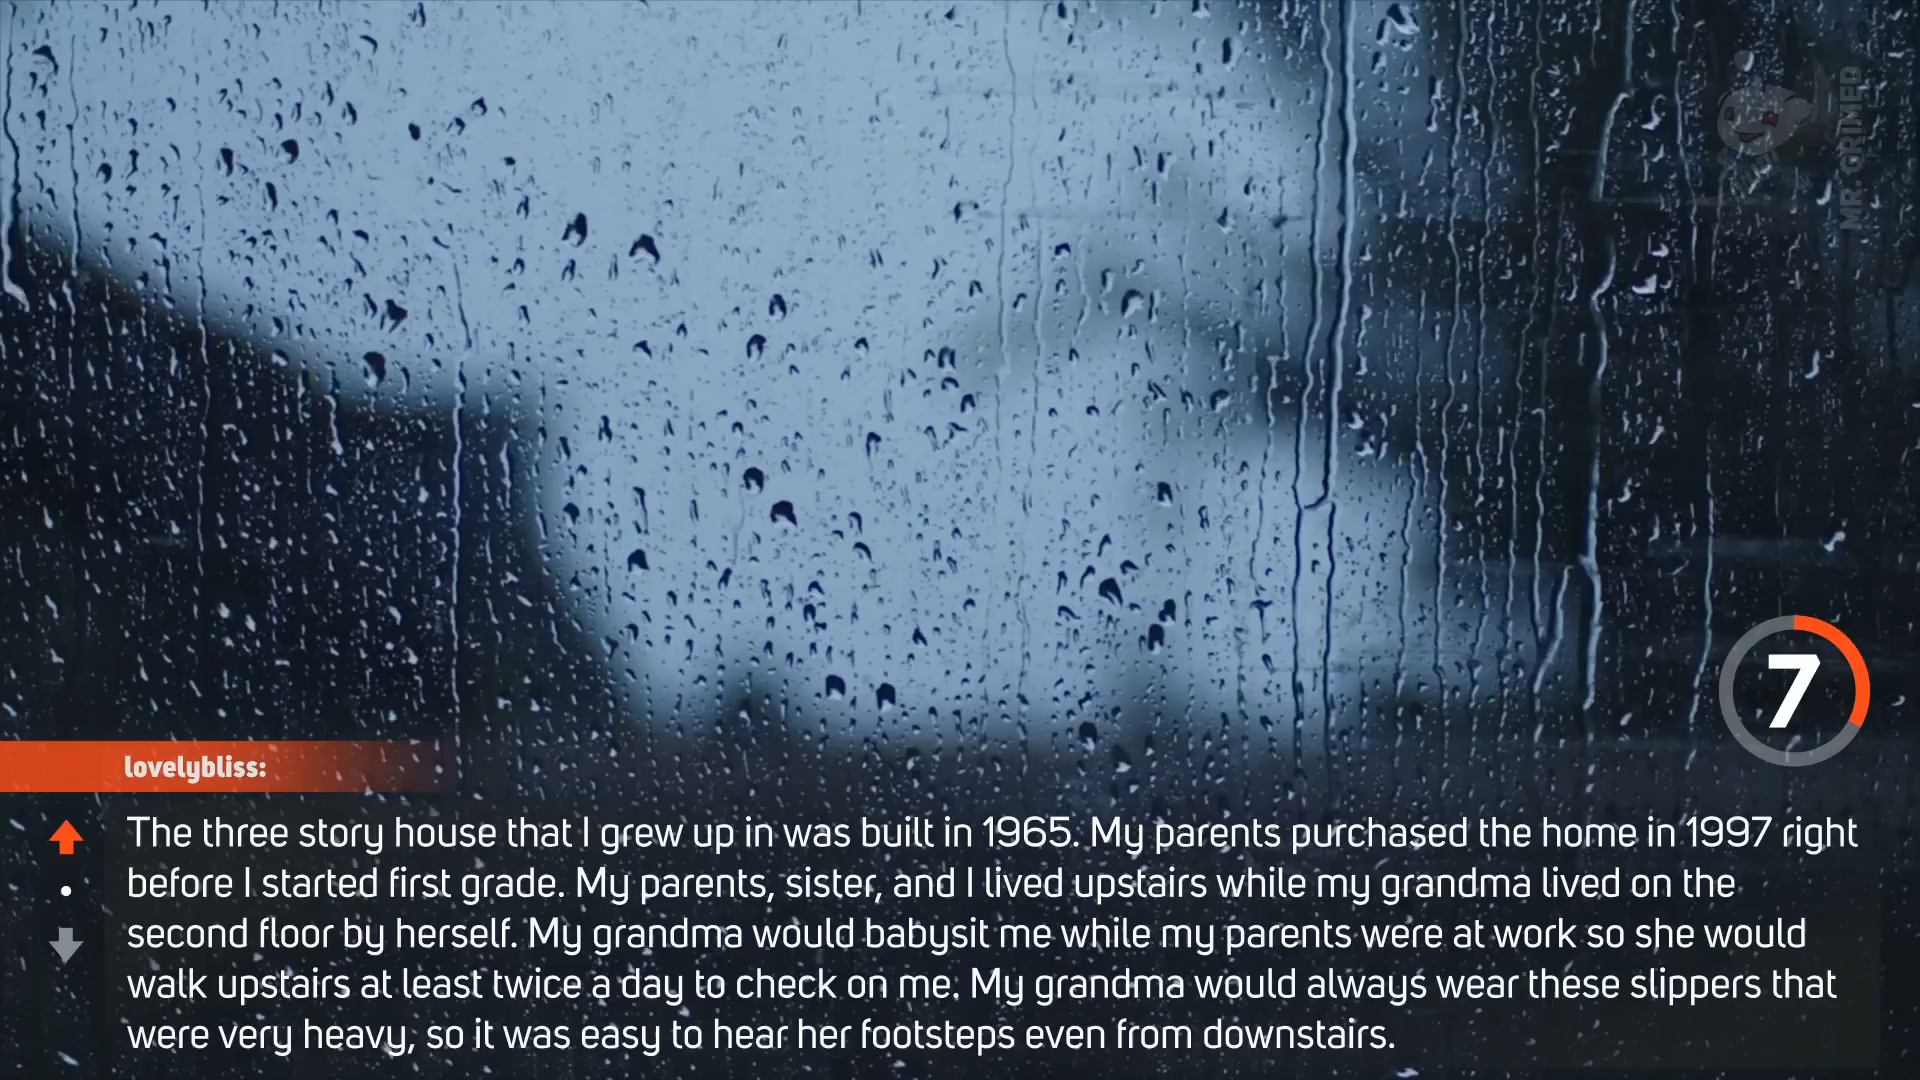 MR. GRIMED
7
lovelybliss:
The three story house that I grew up in was built in 1965. My parents purchased the home in 1997 right
before I started first grade. My parents, sister, and I lived upstairs while my grandma lived on the
second floor by herself. My grandma would babysit me while my parents were at work so she would
walk upstairs at least twice a day to check on me. My grandma would always wear these slippers that
were very heavy, so it was easy to hear her footsteps even from downstairs.